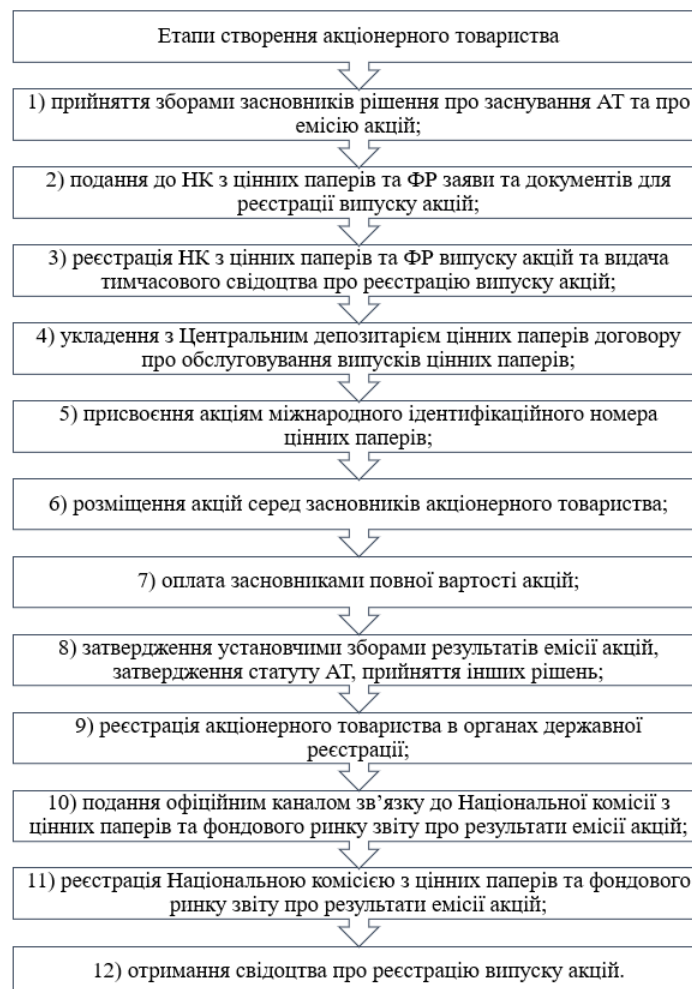 Етапи створення акціонерного товариства
1) прийняття зборами засновників рішення про заснування АТ та про
емісію акцій;
2) подання до НК з цінних паперів та ФР заяви та документів для
реєстрації випуску акцій;
3) реєстрація НК з цінних паперів та ФР випуску акцій та видача
тимчасового свідоцтва про реєстрацію випуску акцій;
4) укладення з Центральним депозитарієм цінних паперів договору
про обслуговування випусків цінних паперів;
5) присвоєння акціям міжнародного ідентифікаційного номера
цінних паперів;
6) розміщення акцій серед засновників акціонерного товариства;
7) оплата засновниками повної вартості акцій;
8) затвердження установчими зборами результатів емісії акцій,
затвердження статуту АТ, прийняття інших рішень;
9) реєстрація акціонерного товариства в органах державної
реєстрації;
10) подання офіційним каналом зв’язку до Національної комісії з
цінних паперів та фондового ринку звіту про результати емісії акцій;
11) реєстрація Національною комісією з цінних паперів та фондового
ринку звіту про результати емісії акцій;
12) отримання свідоцтва про реєстрацію випуску акцій.